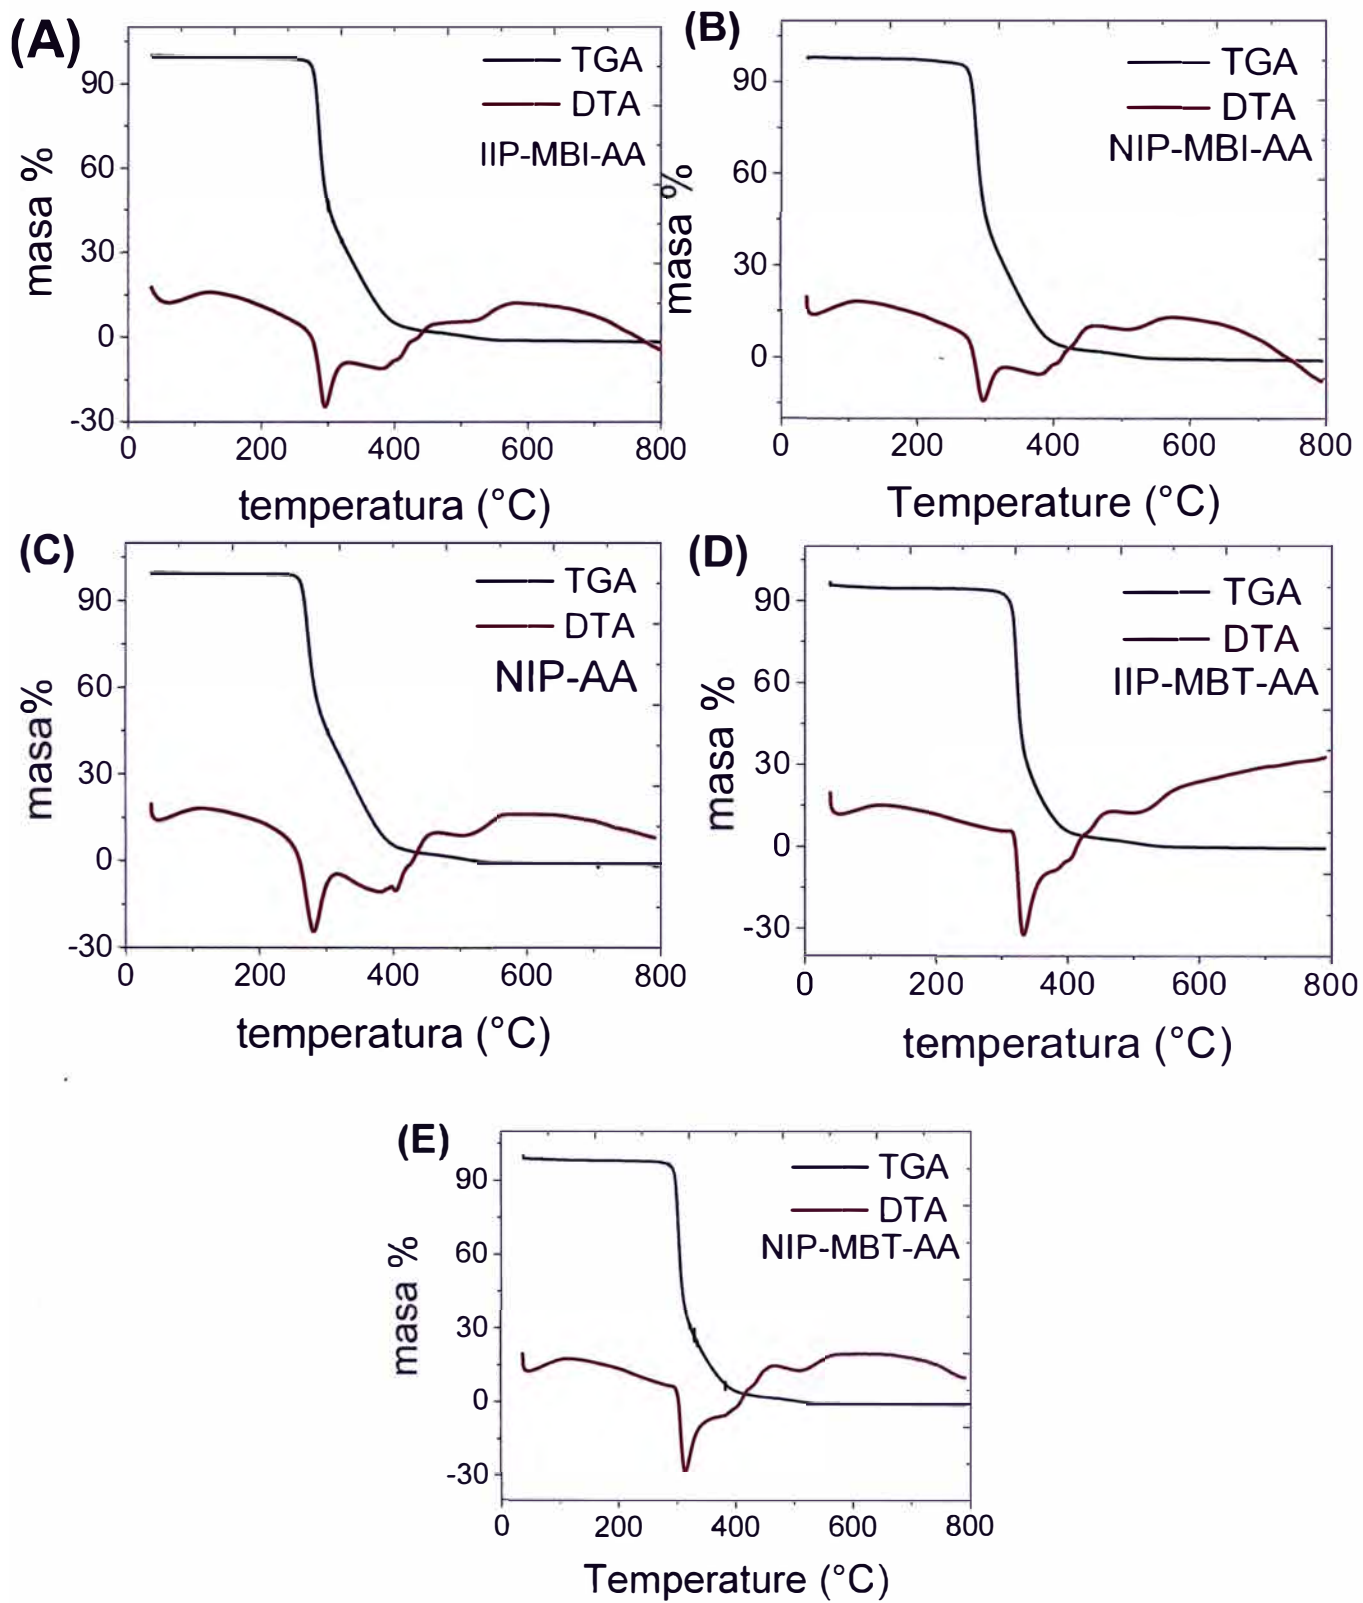 (A)
TGA
DTA
IIP-MBI-AA
masa %
90
60
30
0
-30
0 200 400 600 800
temperatura (°C)
(B)
TGA
DTA
NIP-MBI-AA
masa %
90
60
30
0
0 200 400 600 800
Temperature (°C)
(C)
TGA
DTA
NIP-AA
masa%
90
60
30
0
-30
0 200 400 600 800
temperatura (°C)
(D)
TGA
DTA
IIP-MBT-AA
masa %
90
60
30
0
-30
0 200 400 600 800
temperatura (°C)
(E)
TGA
DTA
NIP-MBT-AA
masa %
90
60
30
0
-30
0 200 400 600 800
Temperature (°C)